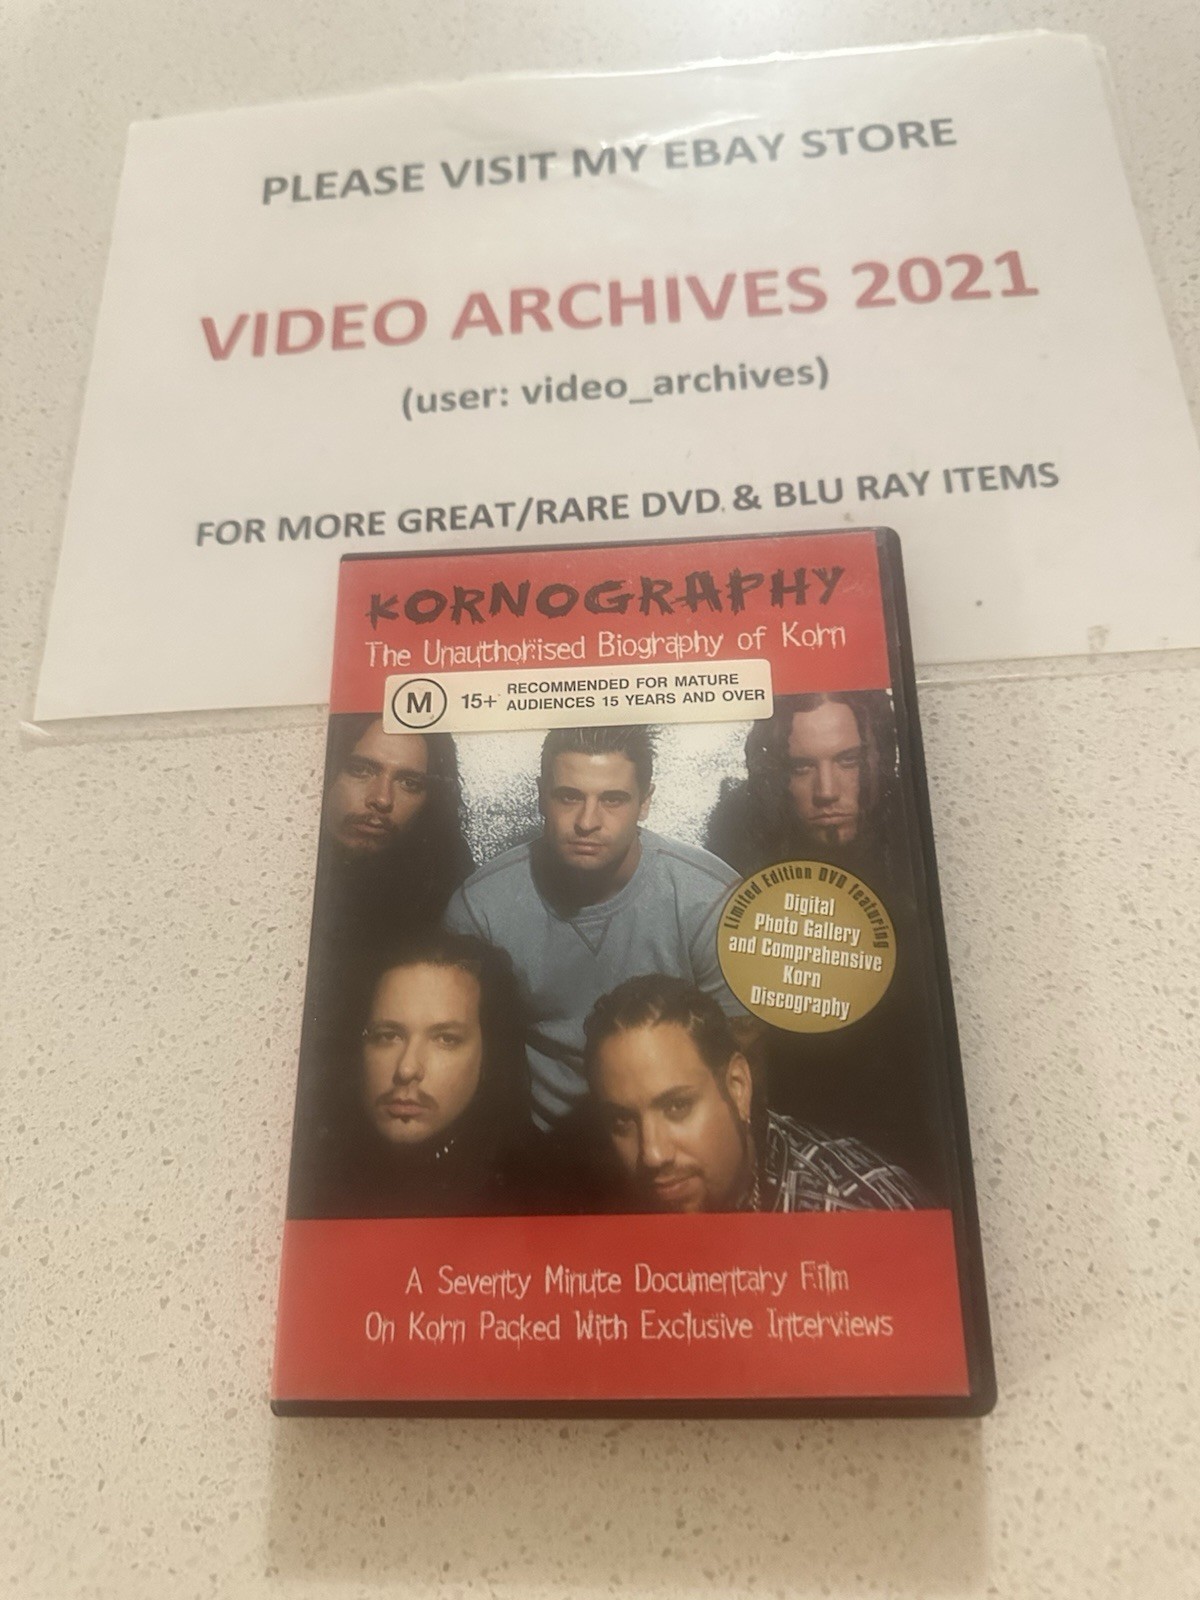 PLEASE VISIT MY EBAY STORE
VIDEO ARCHIVES 2021
(user: video_archives)
FOR MORE GREAT/RARE DVD & BLU RAY ITEMS
KORNOGRAPHY
The Unauthorised Biography of Korn
M 15+ RECOMMENDED FOR MATURE
AUDIENCES 15 YEARS AND OVER
Limited Edition DVD featuring
Digital
Photo Gallery
and Comprehensive
Korn
Discography
A Seventy Minute Documentary Film
On Korn Packed With Exclusive Interviews